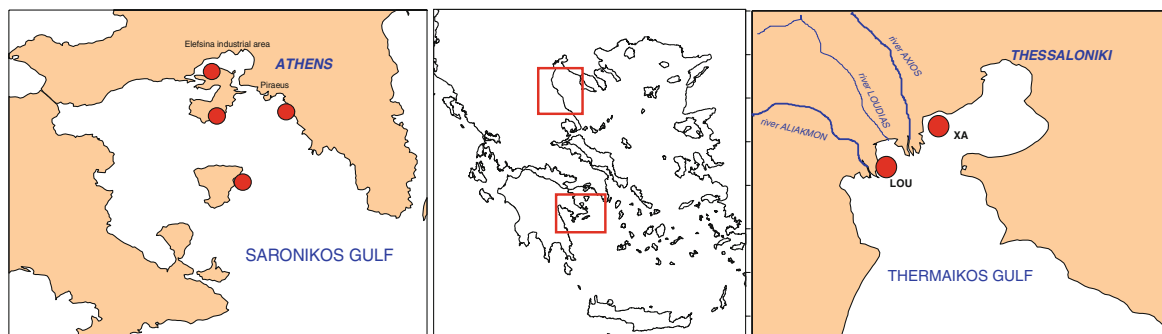 Elefsina industrial area
ATHENS
Piraeus
SARONIKOS GULF
river AXIOS
THESSALONIKI
river LOUDIAS
river ALIAKMON
XA
LOU
THERMAIKOS GULF